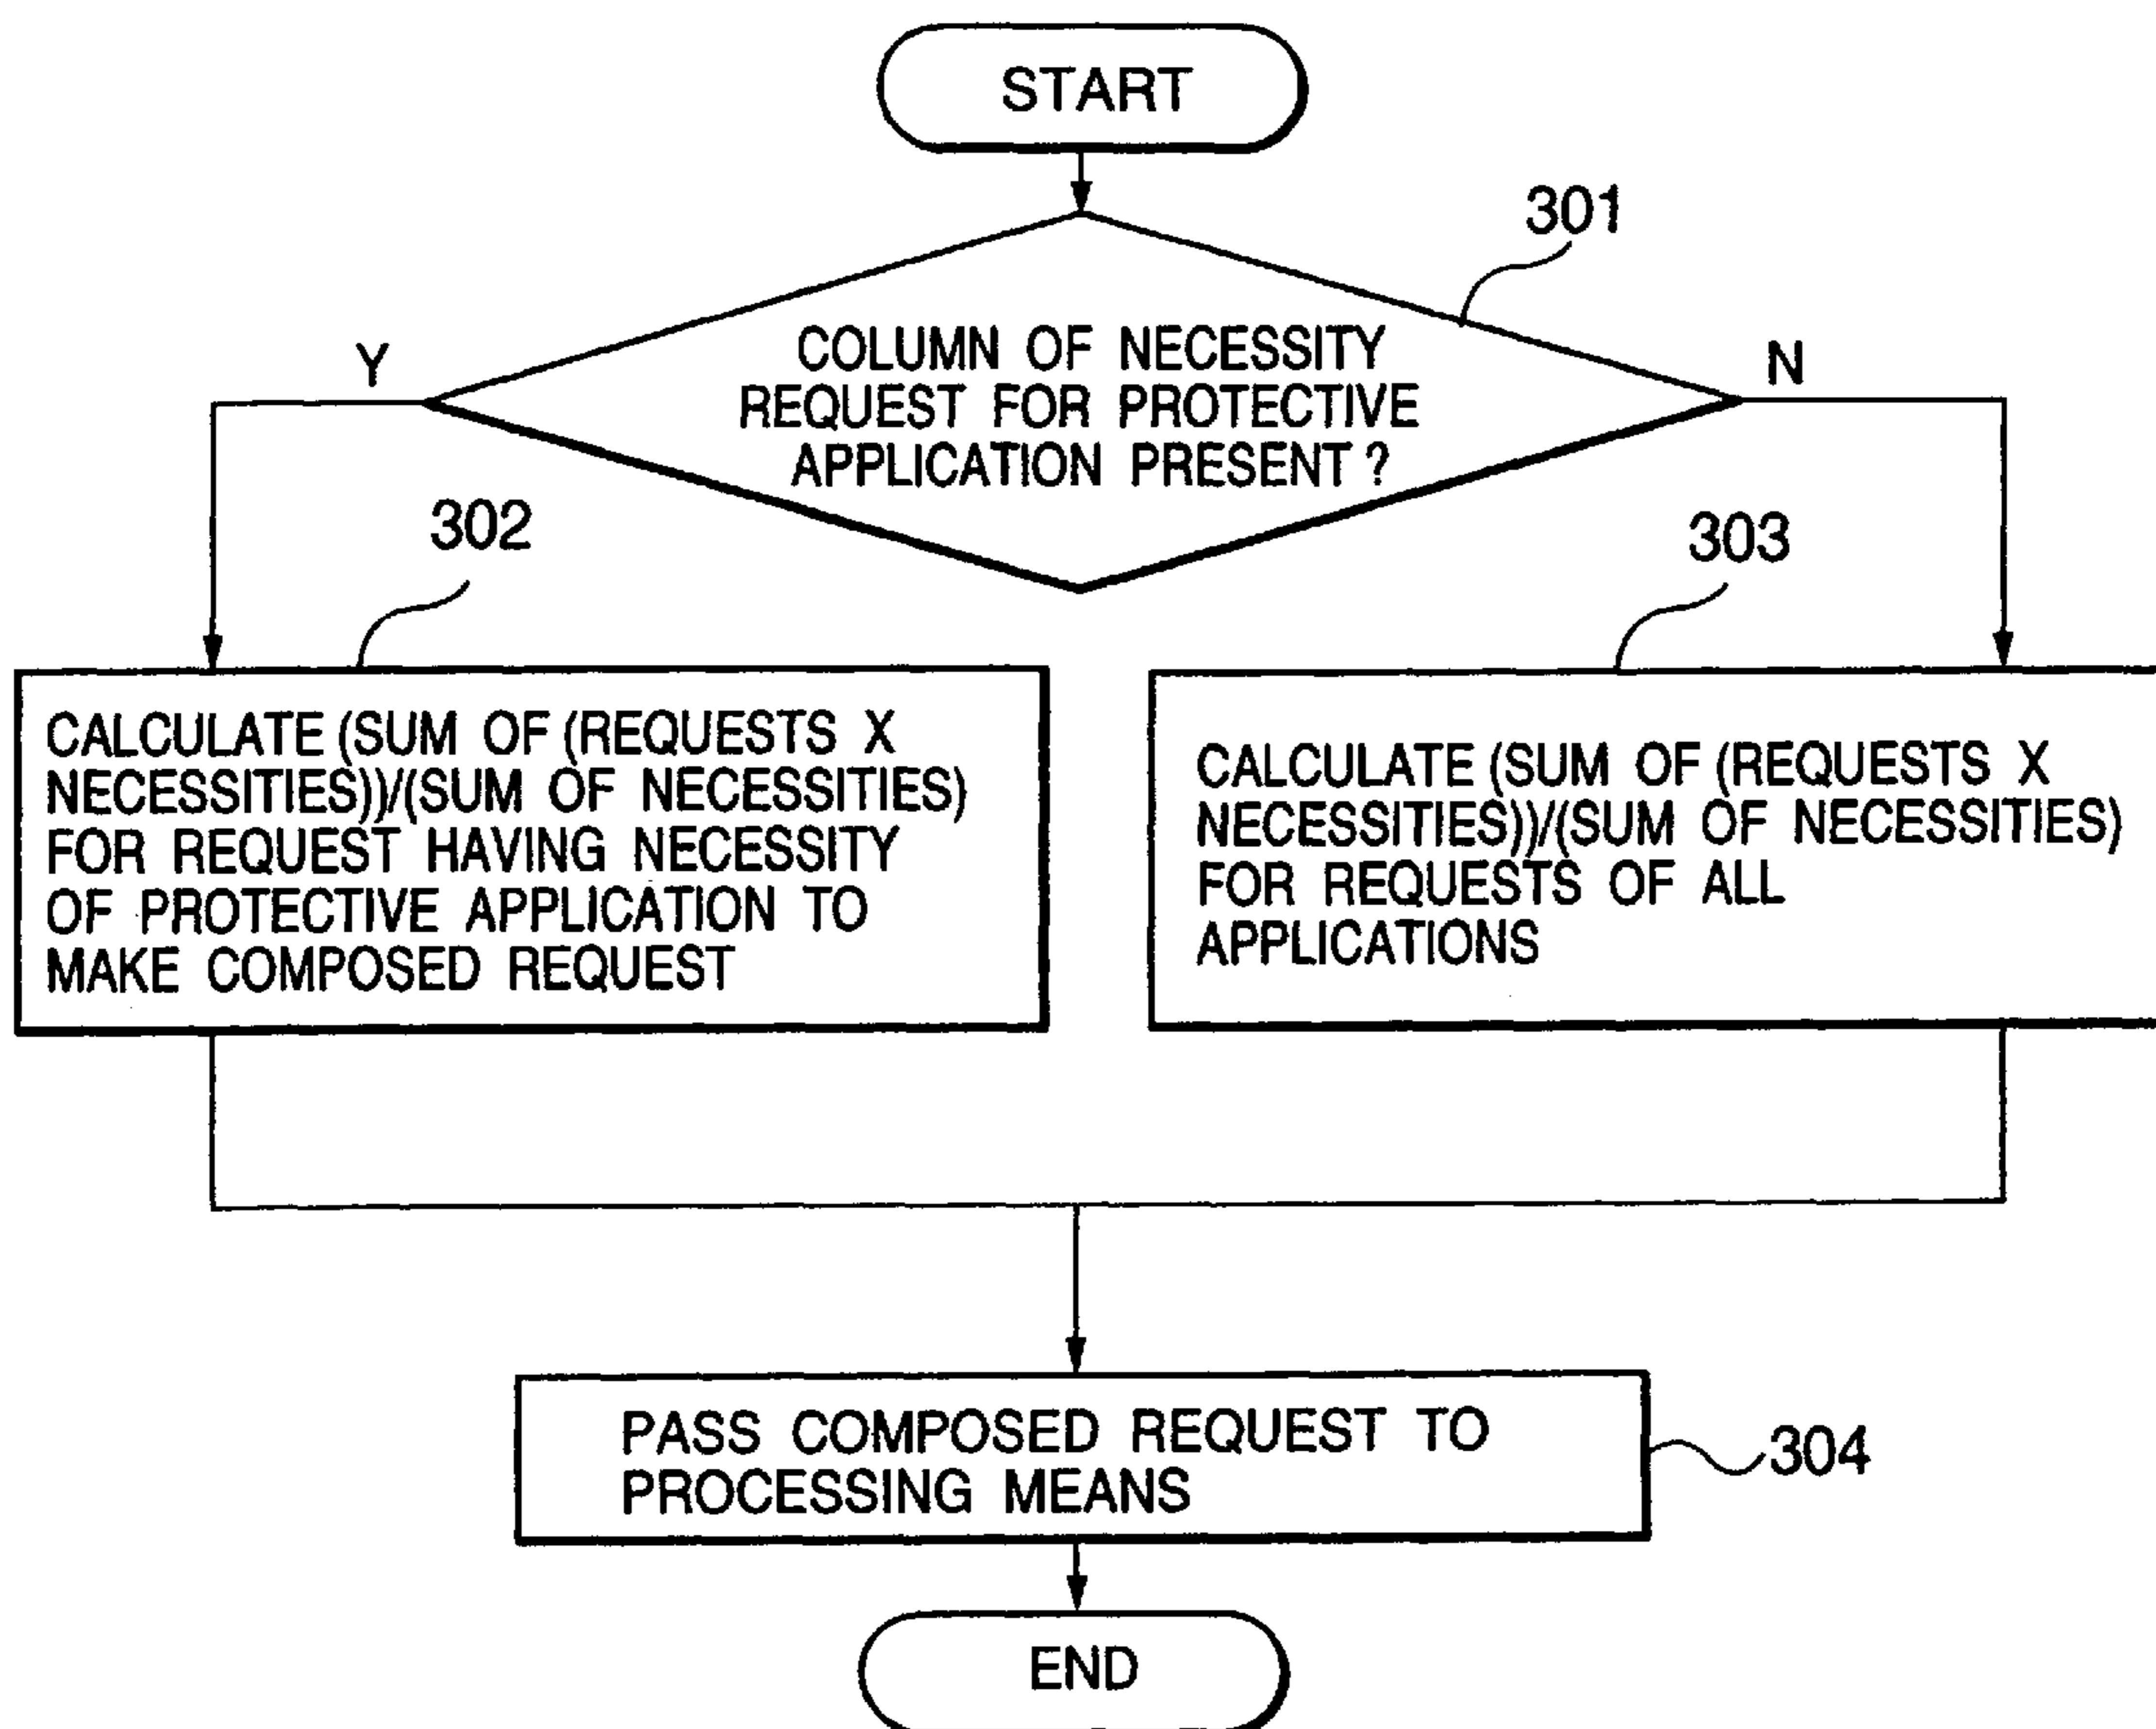 START
301
COLUMN OF NECESSITY
REQUEST FOR PROTECTIVE
APPLICATION PRESENT ?
Y
N
302
303
CALCULATE (SUM OF (REQUESTS X
NECESSITIES))/(SUM OF NECESSITIES)
FOR REQUEST HAVING NECESSITY
OF PROTECTIVE APPLICATION TO
MAKE COMPOSED REQUEST
CALCULATE (SUM OF (REQUESTS X
NECESSITIES))/(SUM OF NECESSITIES)
FOR REQUESTS OF ALL
APPLICATIONS
PASS COMPOSED REQUEST TO
PROCESSING MEANS
304
END